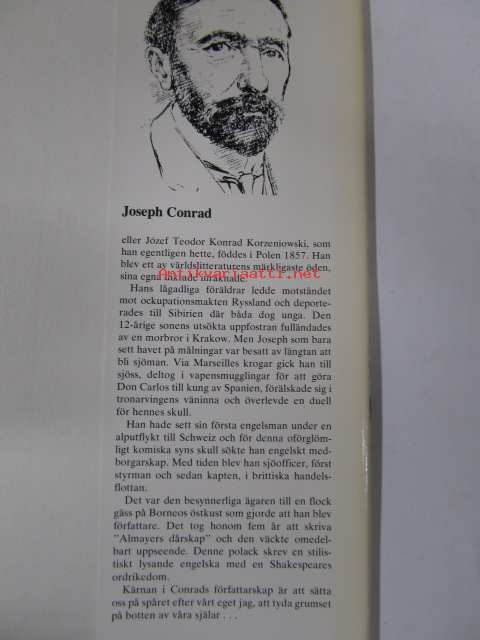 Joseph Conrad
eller Józef Teodor Konrad Korzeniowski, som
han egentligen hette, föddes i Polen 1857. Han
blev ett av världslitteraturens märkligaste öden,
sina egna diktade inräknade.
Antikvariaatti.net
Hans lågadliga föräldrar ledde motståndet
mot ockupationsmakten Ryssland och deporte-
rades till Sibirien där båda dog unga. Den
12-årige sonens utsökta uppfostran fulländades
av en morbror i Krakow. Men Joseph som bara
sett havet på målningar var besatt av längtan att
bli sjöman. Via Marseilles krogar gick han till
sjöss, deltog i vapensmugglingar för att göra
Don Carlos till kung av Spanien, förälskade sig i
tronarvingens väninna och överlevde en duell
för hennes skull.
Han hade sett sin första engelsman under en
alputflykt till Schweiz och för denna oförglöm-
ligt komiska syns skull sökte han engelskt med-
borgarskap. Med tiden blev han sjöofficer, först
styrman och sedan kapten, i brittiska handels-
flottan.
Det var den besynnerliga ägaren till en flock
gäss på Borneos östkust som gjorde att han blev
författare. Det tog honom fem år att skriva
"Almayers dårskap" och den väckte omedel-
bart uppseende. Denne polack skrev en stilis-
tiskt lysande engelska med en Shakespeares
ordrikedom.
Kärnan i Conrads författarskap är att sätta
oss på spåret efter vårt eget jag, att tyda grumset
på botten av våra själar . . .